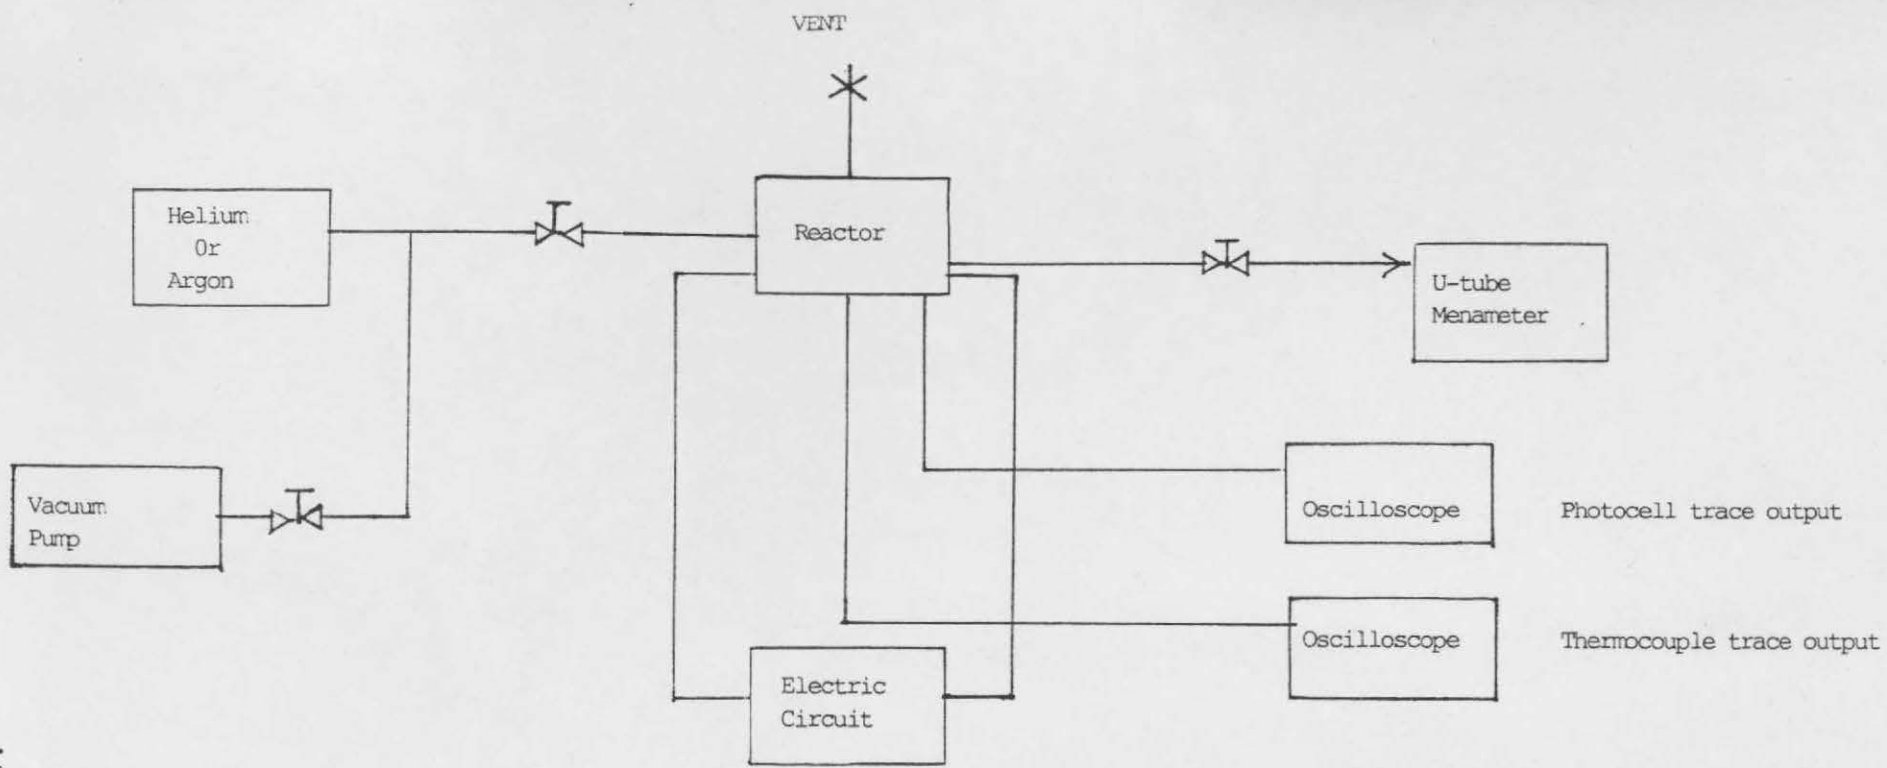 VENT
Helium
Or
Argon
Reactor
U-tube
Menameter
Vacuum
Pump
Oscilloscope
Photocell trace output
Oscilloscope
Thermocouple trace output
Electric
Circuit